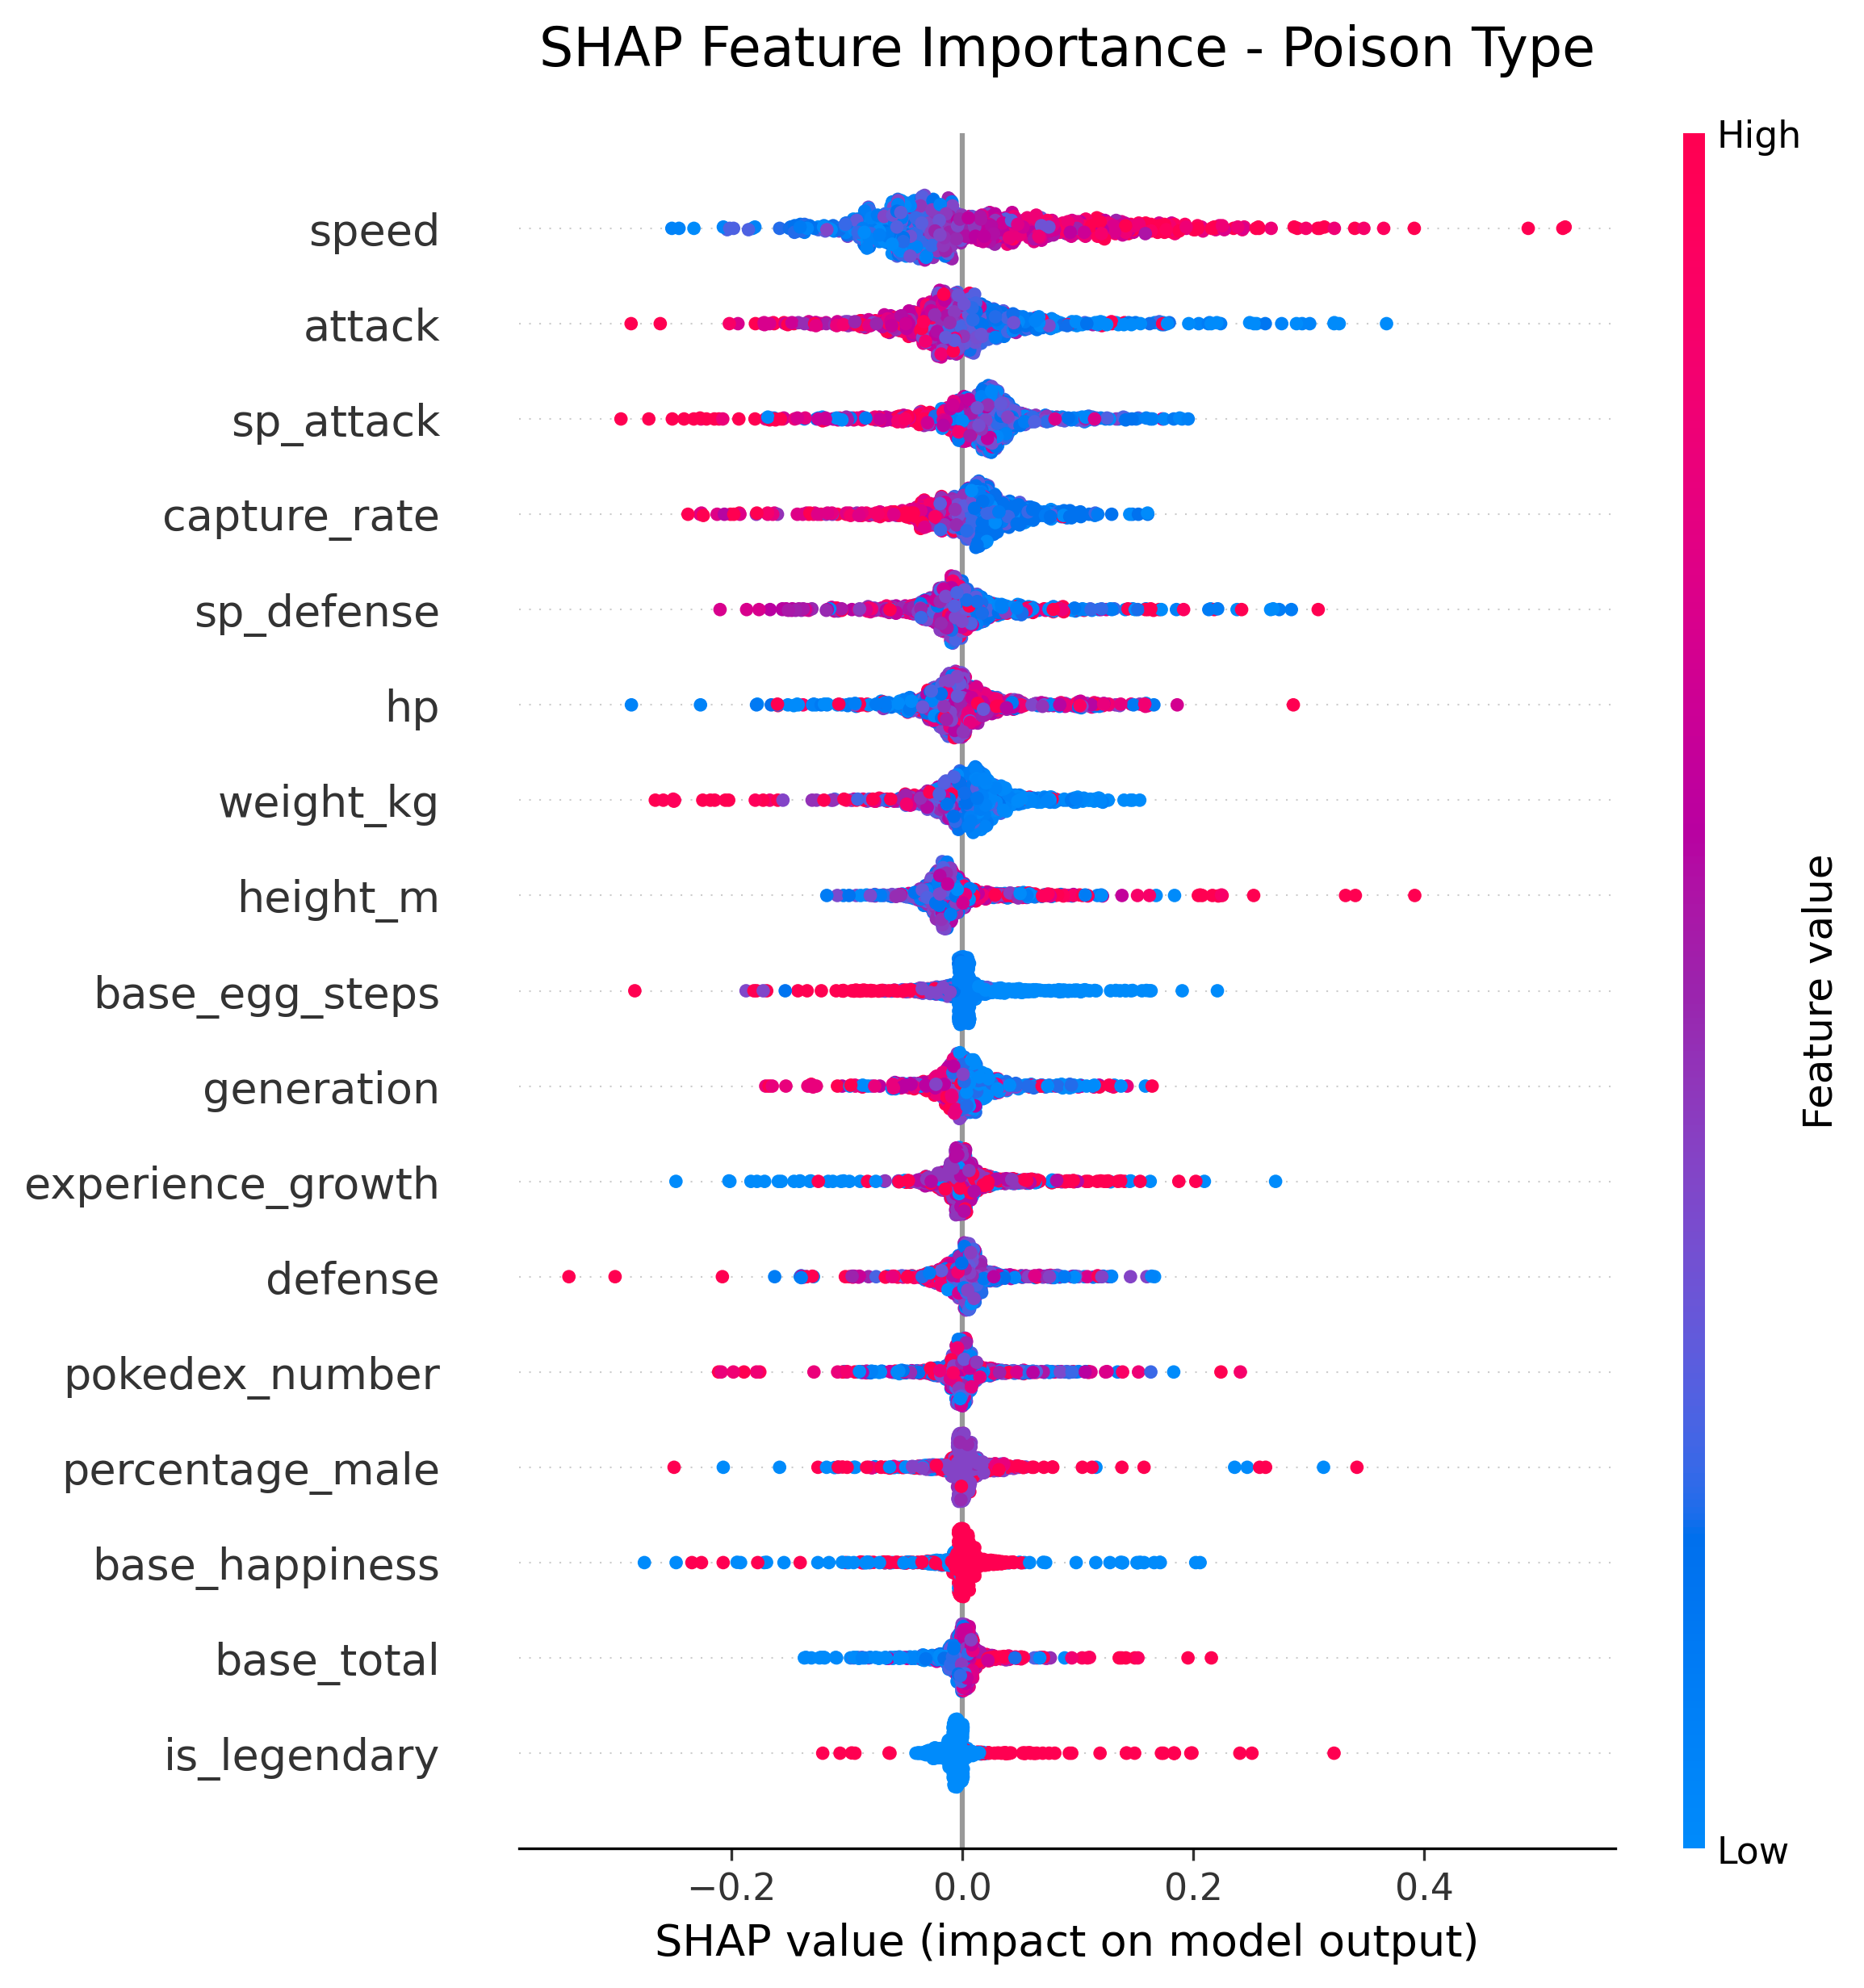 SHAP Feature Importance - Poison Type
High
speed
attack
sp_attack
capture_rate
sp_defense
hp
weight_kg
height_m
base_egg_steps
generation
experience_growth
defense
pokedex_number
percentage_male
base_happiness
base_total
is_legendary
Feature value
Low
−0.2 0.0 0.2 0.4
SHAP value (impact on model output)